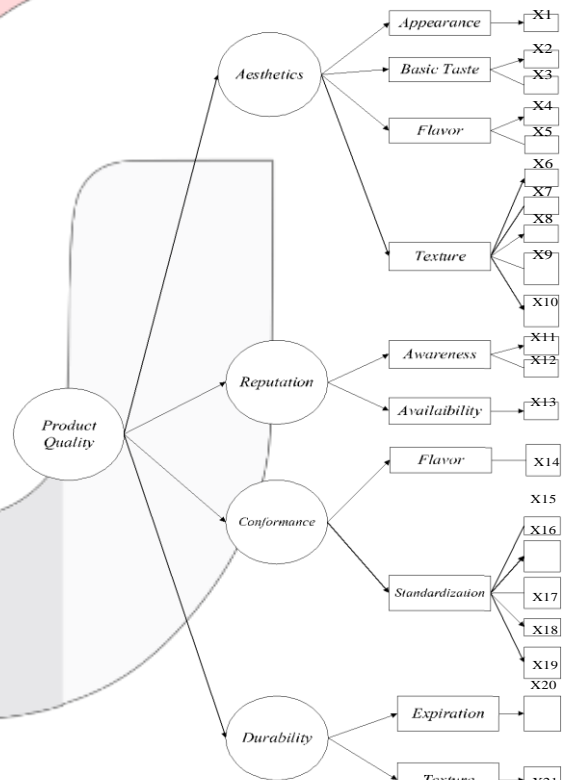 Appearance
X1
Aesthetics
Basic Taste
X2
X3
Flavor
X4
X5
Texture
X6
X7
X8
X9
X10
Product
Quality
Reputation
Awareness
X11
X12
Availaibility
X13
Conformance
Flavor
X14
Standardization
X15
X16
X17
X18
X19
Durability
Expiration
X20
Texture
X21